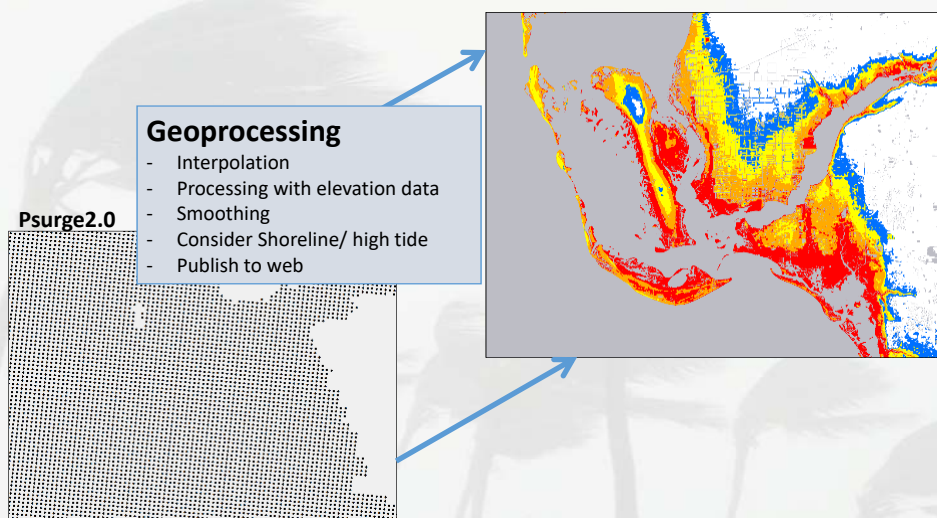 Geoprocessing
- Interpolation
- Processing with elevation data
- Smoothing
- Consider Shoreline/ high tide
- Publish to web
Psurge2.0